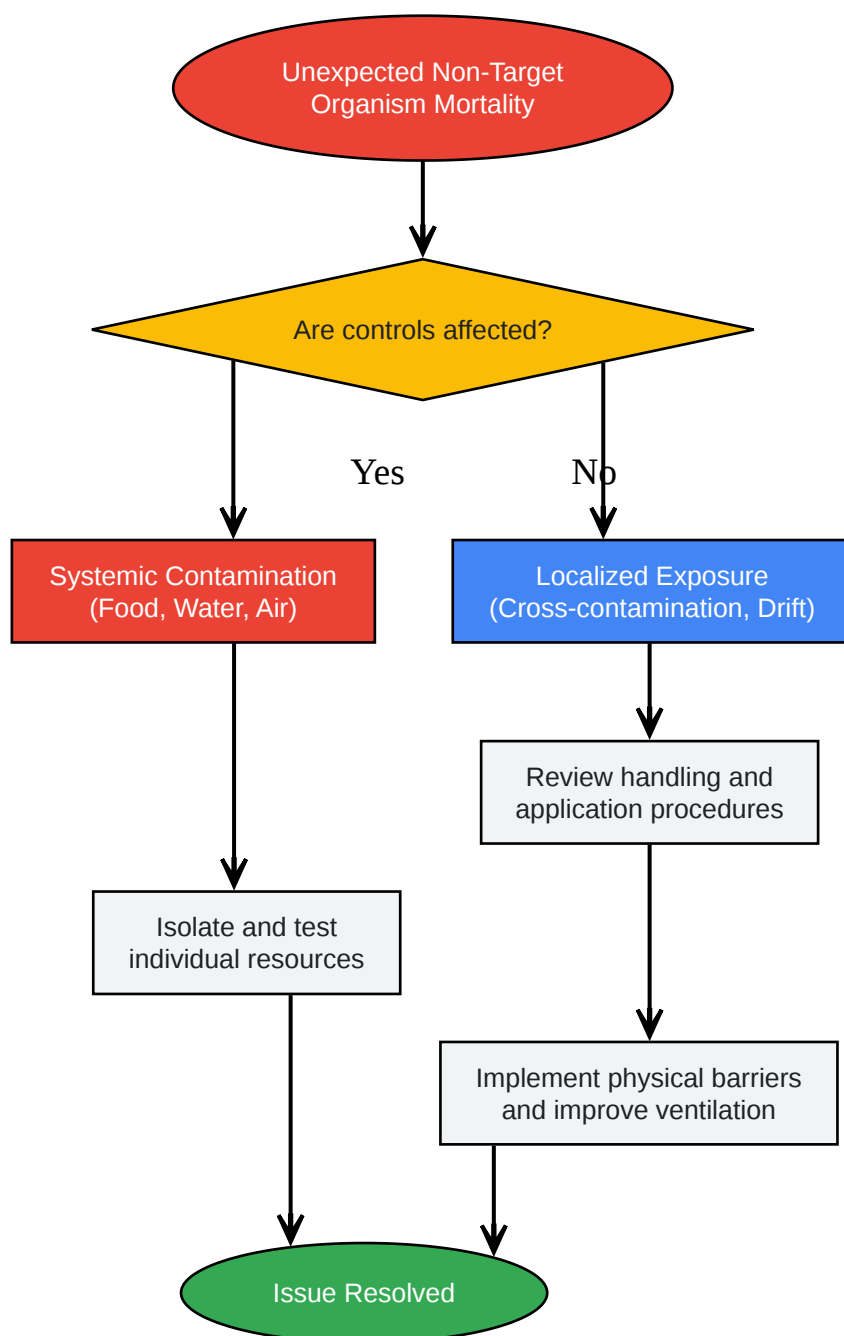 Unexpected Non-Target
Organism Mortality
Are controls affected?
Yes
No
Systemic Contamination
(Food, Water, Air)
Localized Exposure
(Cross-contamination, Drift)
Review handling and
application procedures
Isolate and test
individual resources
Implement physical barriers
and improve ventilation
Issue Resolved